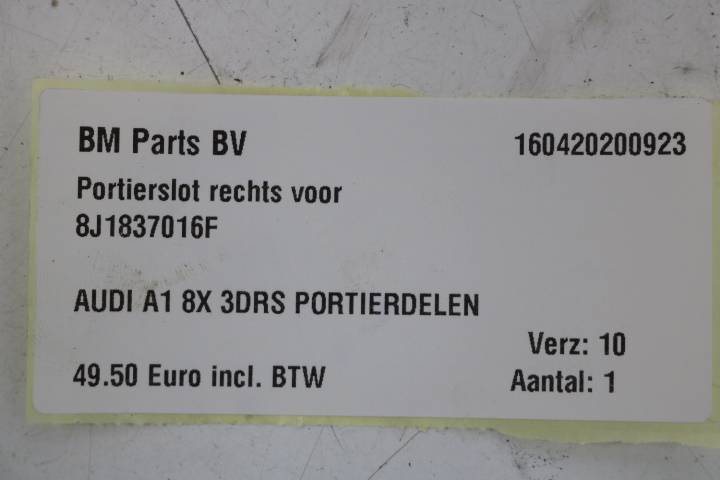 BM Parts BV 160420200923
Portierslot rechts voor
8J1837016F
AUDI A1 8X 3DRS PORTIERDELEN
Verz: 10
49.50 Euro incl. BTW Aantal: 1